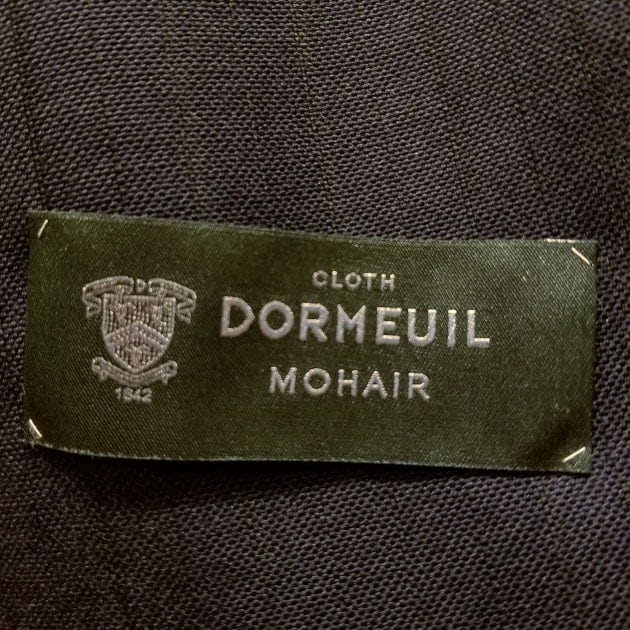 CLOTH
DORMEUIL
MOHAIR
D
1842